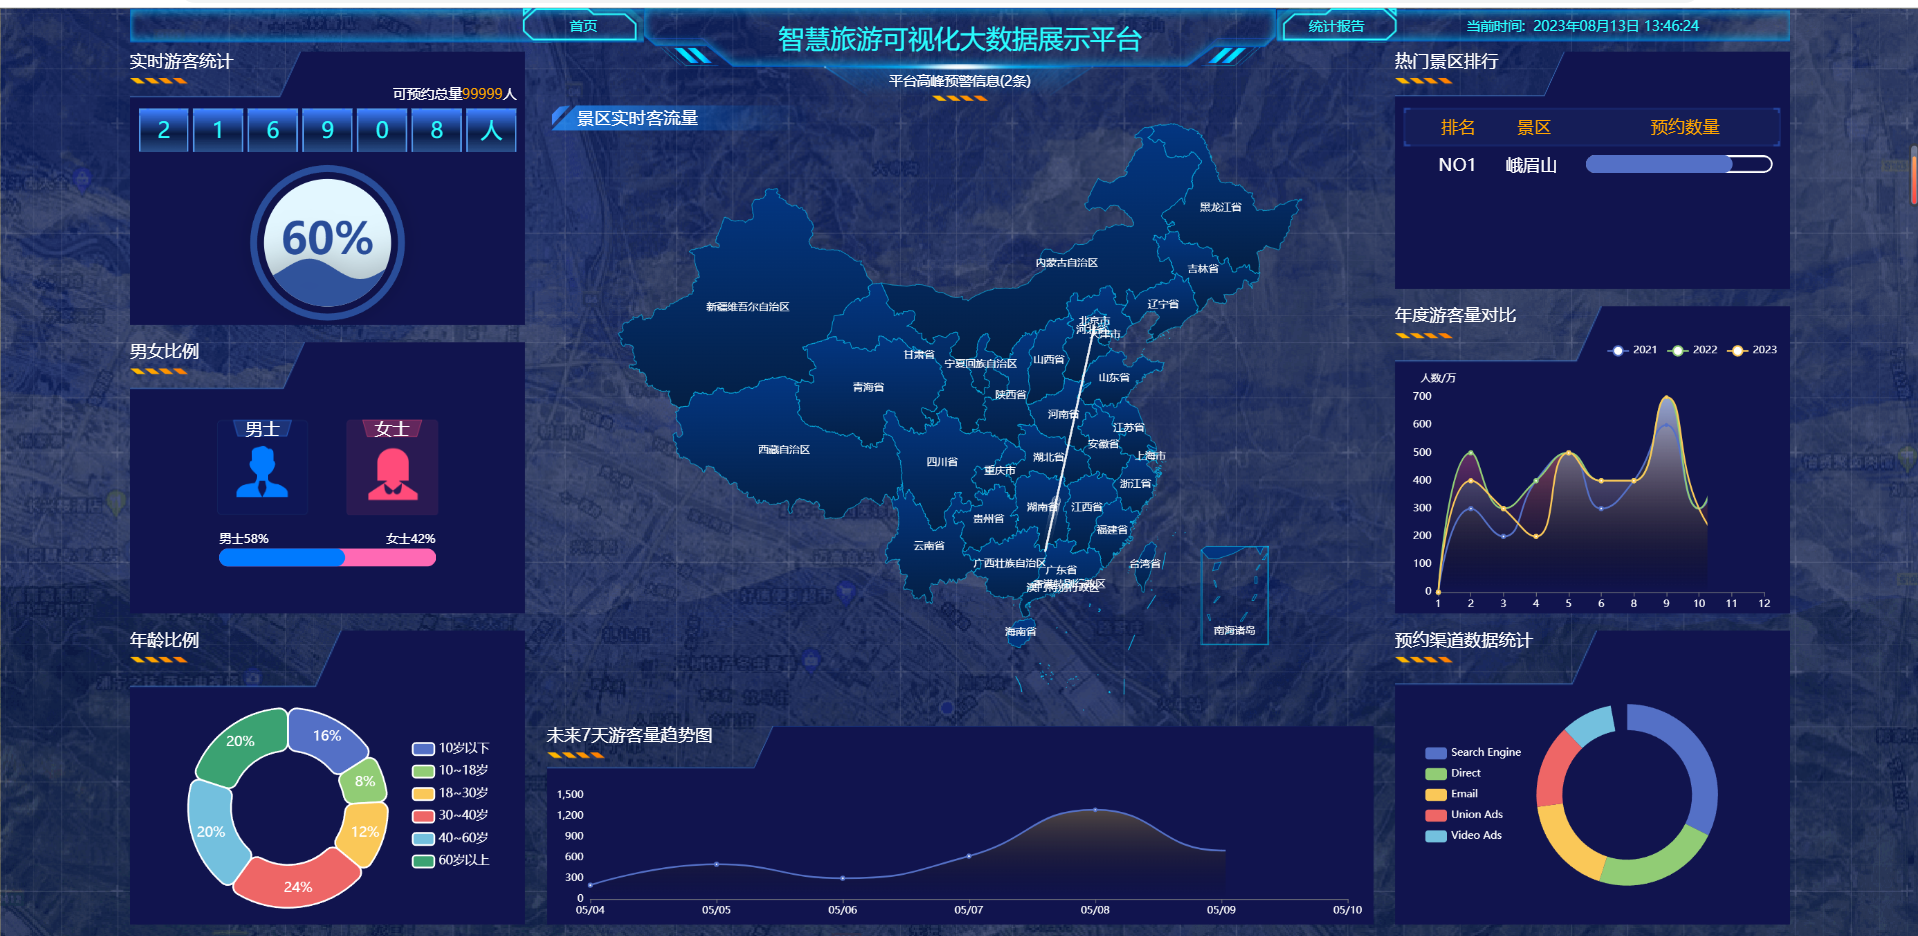 首页
智慧旅游可视化大数据展示平台
统计报告
当前时间: 2023年08月13日 13:46:24
平台高峰预警信息(2条)
实时游客统计
可预约总量99999人
2 1 6 9 0 8 人
60%
男女比例
男士
女士
男士58%
女士42%
年龄比例
16%
8%
12%
24%
20%
20%
10岁以下
10~18岁
18~30岁
30~40岁
40~60岁
60岁以上
景区实时客流量
黑龙江省
内蒙古自治区
吉林省
新疆维吾尔自治区
辽宁省
北京市
甘肃省
宁夏回族自治区
山西省
山东省
青海省
陕西省
河南省
江苏省
西藏自治区
安徽省
上海市
四川省
湖北省
重庆市
浙江省
湖南省
江西省
贵州省
福建省
云南省
广西壮族自治区
广东省
台湾省
澳门特别行政区
海南省
南海诸岛
未来7天游客量趋势图
1,500
1,200
900
600
300
0
05/04 05/05 05/06 05/07 05/08 05/09 05/10
热门景区排行
排名 景区 预约数量
NO1 峨眉山
年度游客量对比
2021 2022 2023
人数/万
700
600
500
400
300
200
100
0
1 2 3 4 5 6 8 9 10 11 12
预约渠道数据统计
Search Engine
Direct
Email
Union Ads
Video Ads